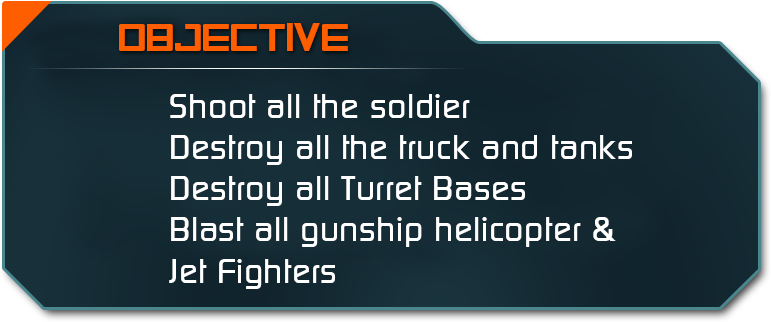 OBJECTIVE
Shoot all the soldier
Destroy all the truck and tanks
Destroy all Turret Bases
Blast all gunship helicopter &
Jet Fighters